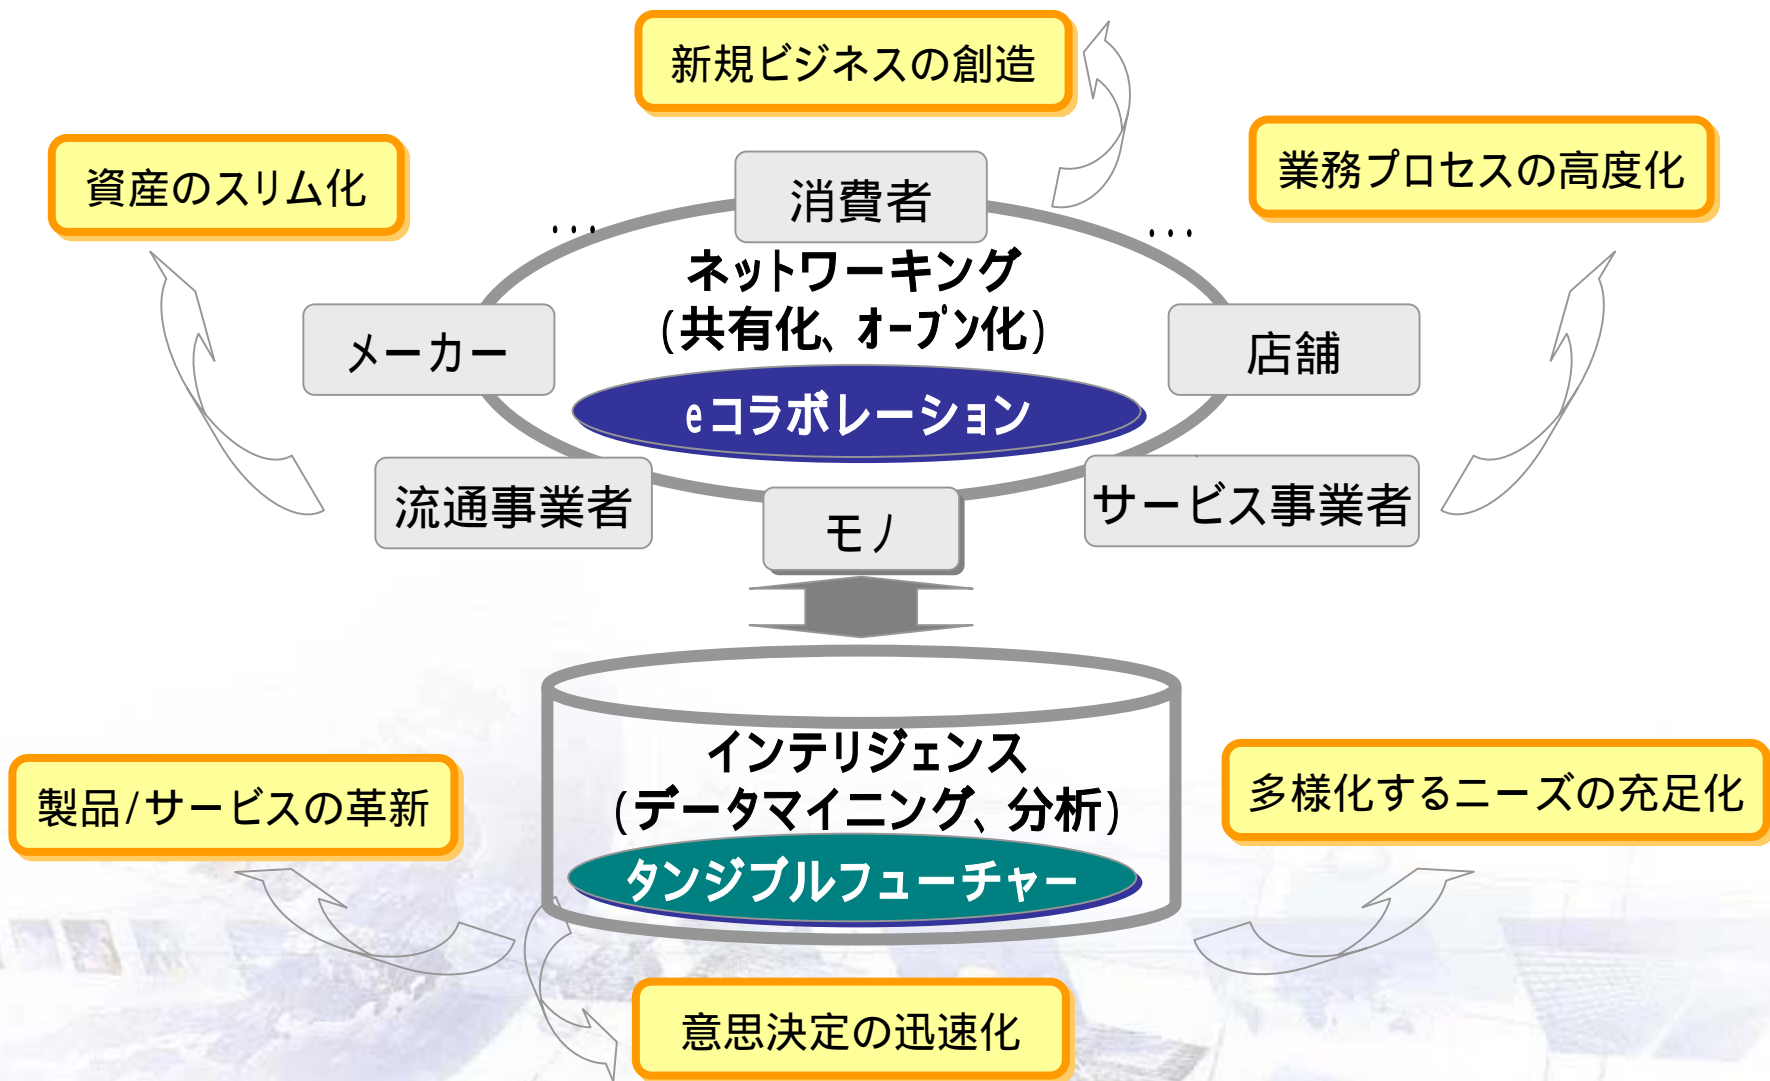 新規ビジネスの創造
資産のスリム化
業務プロセスの高度化
消費者
...
...
ネットワーキング
(共有化、オープン化)
メーカー
店舗
eコラボレーション
流通事業者
サービス事業者
モノ
インテリジェンス
(データマイニング、分析)
製品/サービスの革新
多様化するニーズの充足化
タンジブルフューチャー
意思決定の迅速化